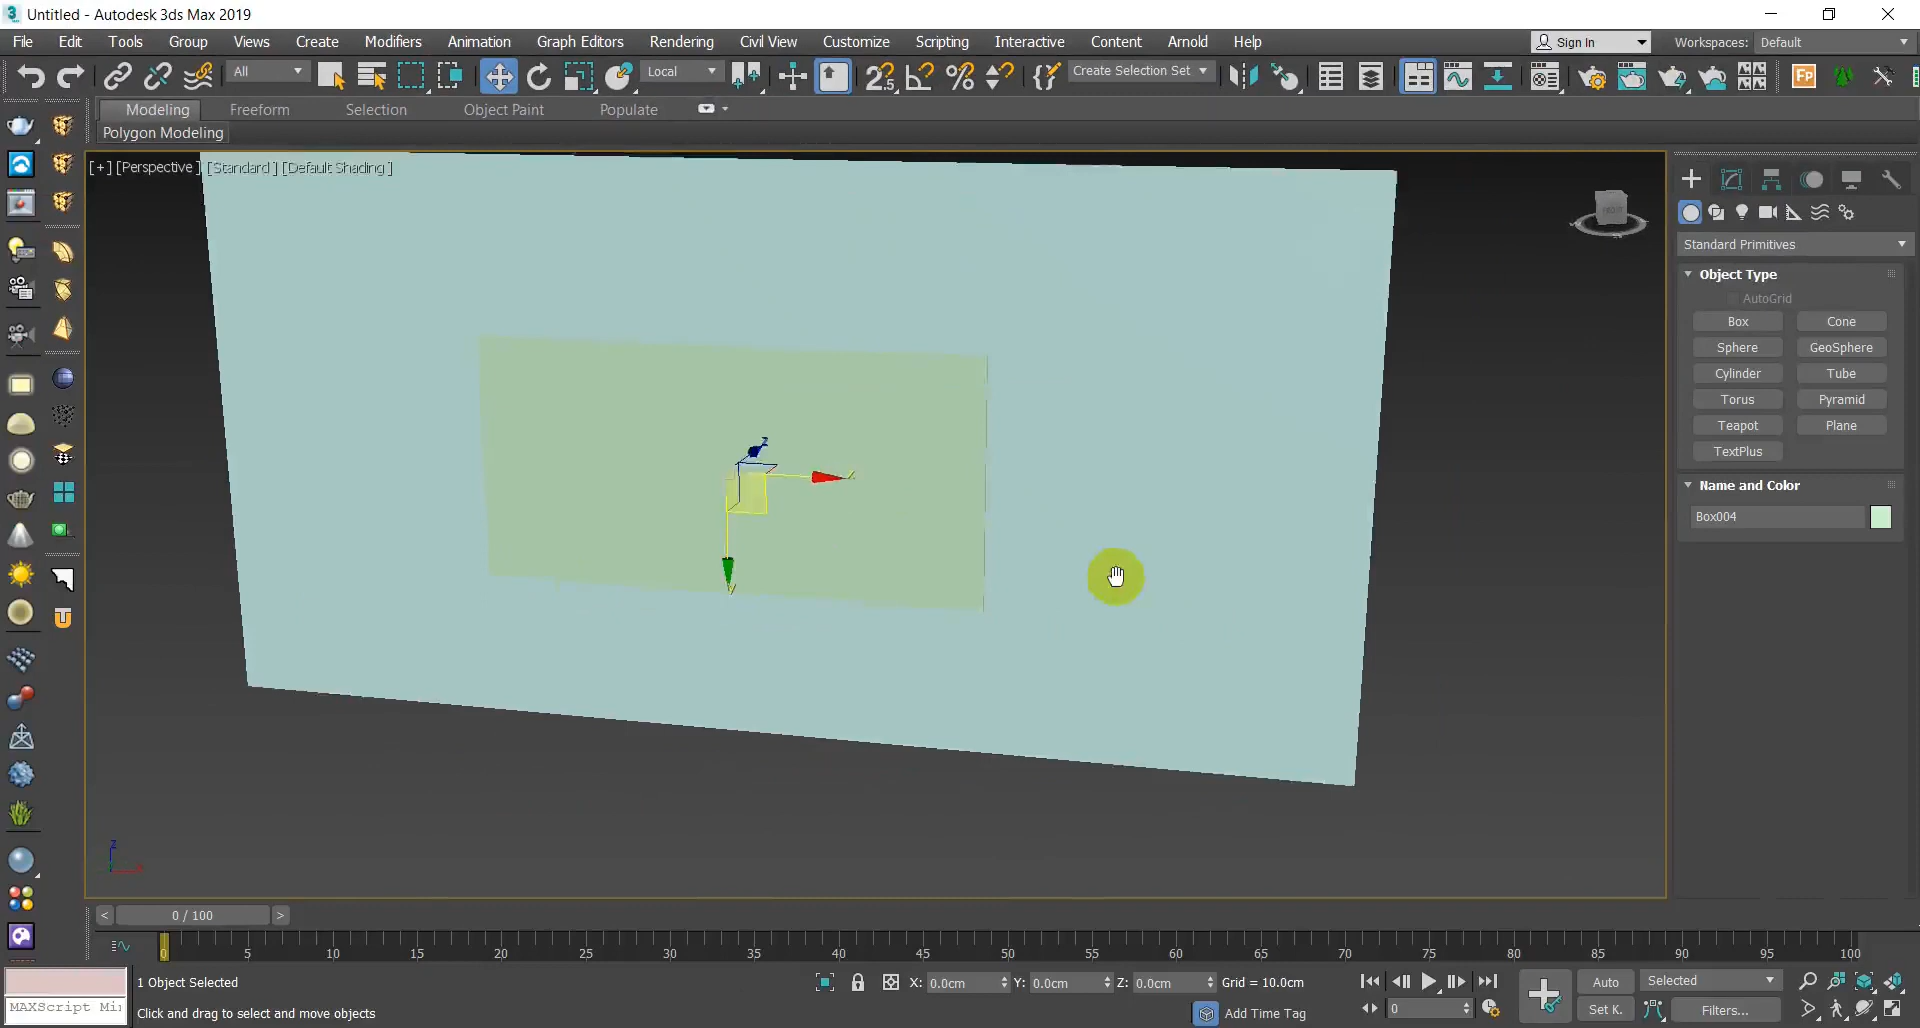 Untitled - Autodesk 3ds Max 2019
File Edit Tools Group Views Create Modifiers Animation Graph Editors Rendering Civil View Customize Scripting Interactive Content Arnold Help Sign In Workspaces: Default
All Local Create Selection Set Fp
Modeling Freeform Selection Object Paint Populate
Polygon Modeling
[+] [Perspective ] [Standard ] [Default Shading ]
Standard Primitives
Object Type
AutoGrid
Box Cone
Sphere GeoSphere
Cylinder Tube
Torus Pyramid
Teapot Plane
TextPlus
Name and Color
Box004
z
x
y
z
< 0 / 100 >
0 5 10 15 20 25 30 35 40 45 50 55 60 65 70 75 80 85 90 95 100
1 Object Selected X: 0.0cm Y: 0.0cm Z: 0.0cm Grid = 10.0cm Auto Selected
MAXScript Mi
Click and drag to select and move objects Add Time Tag 0 Set K. Filters...